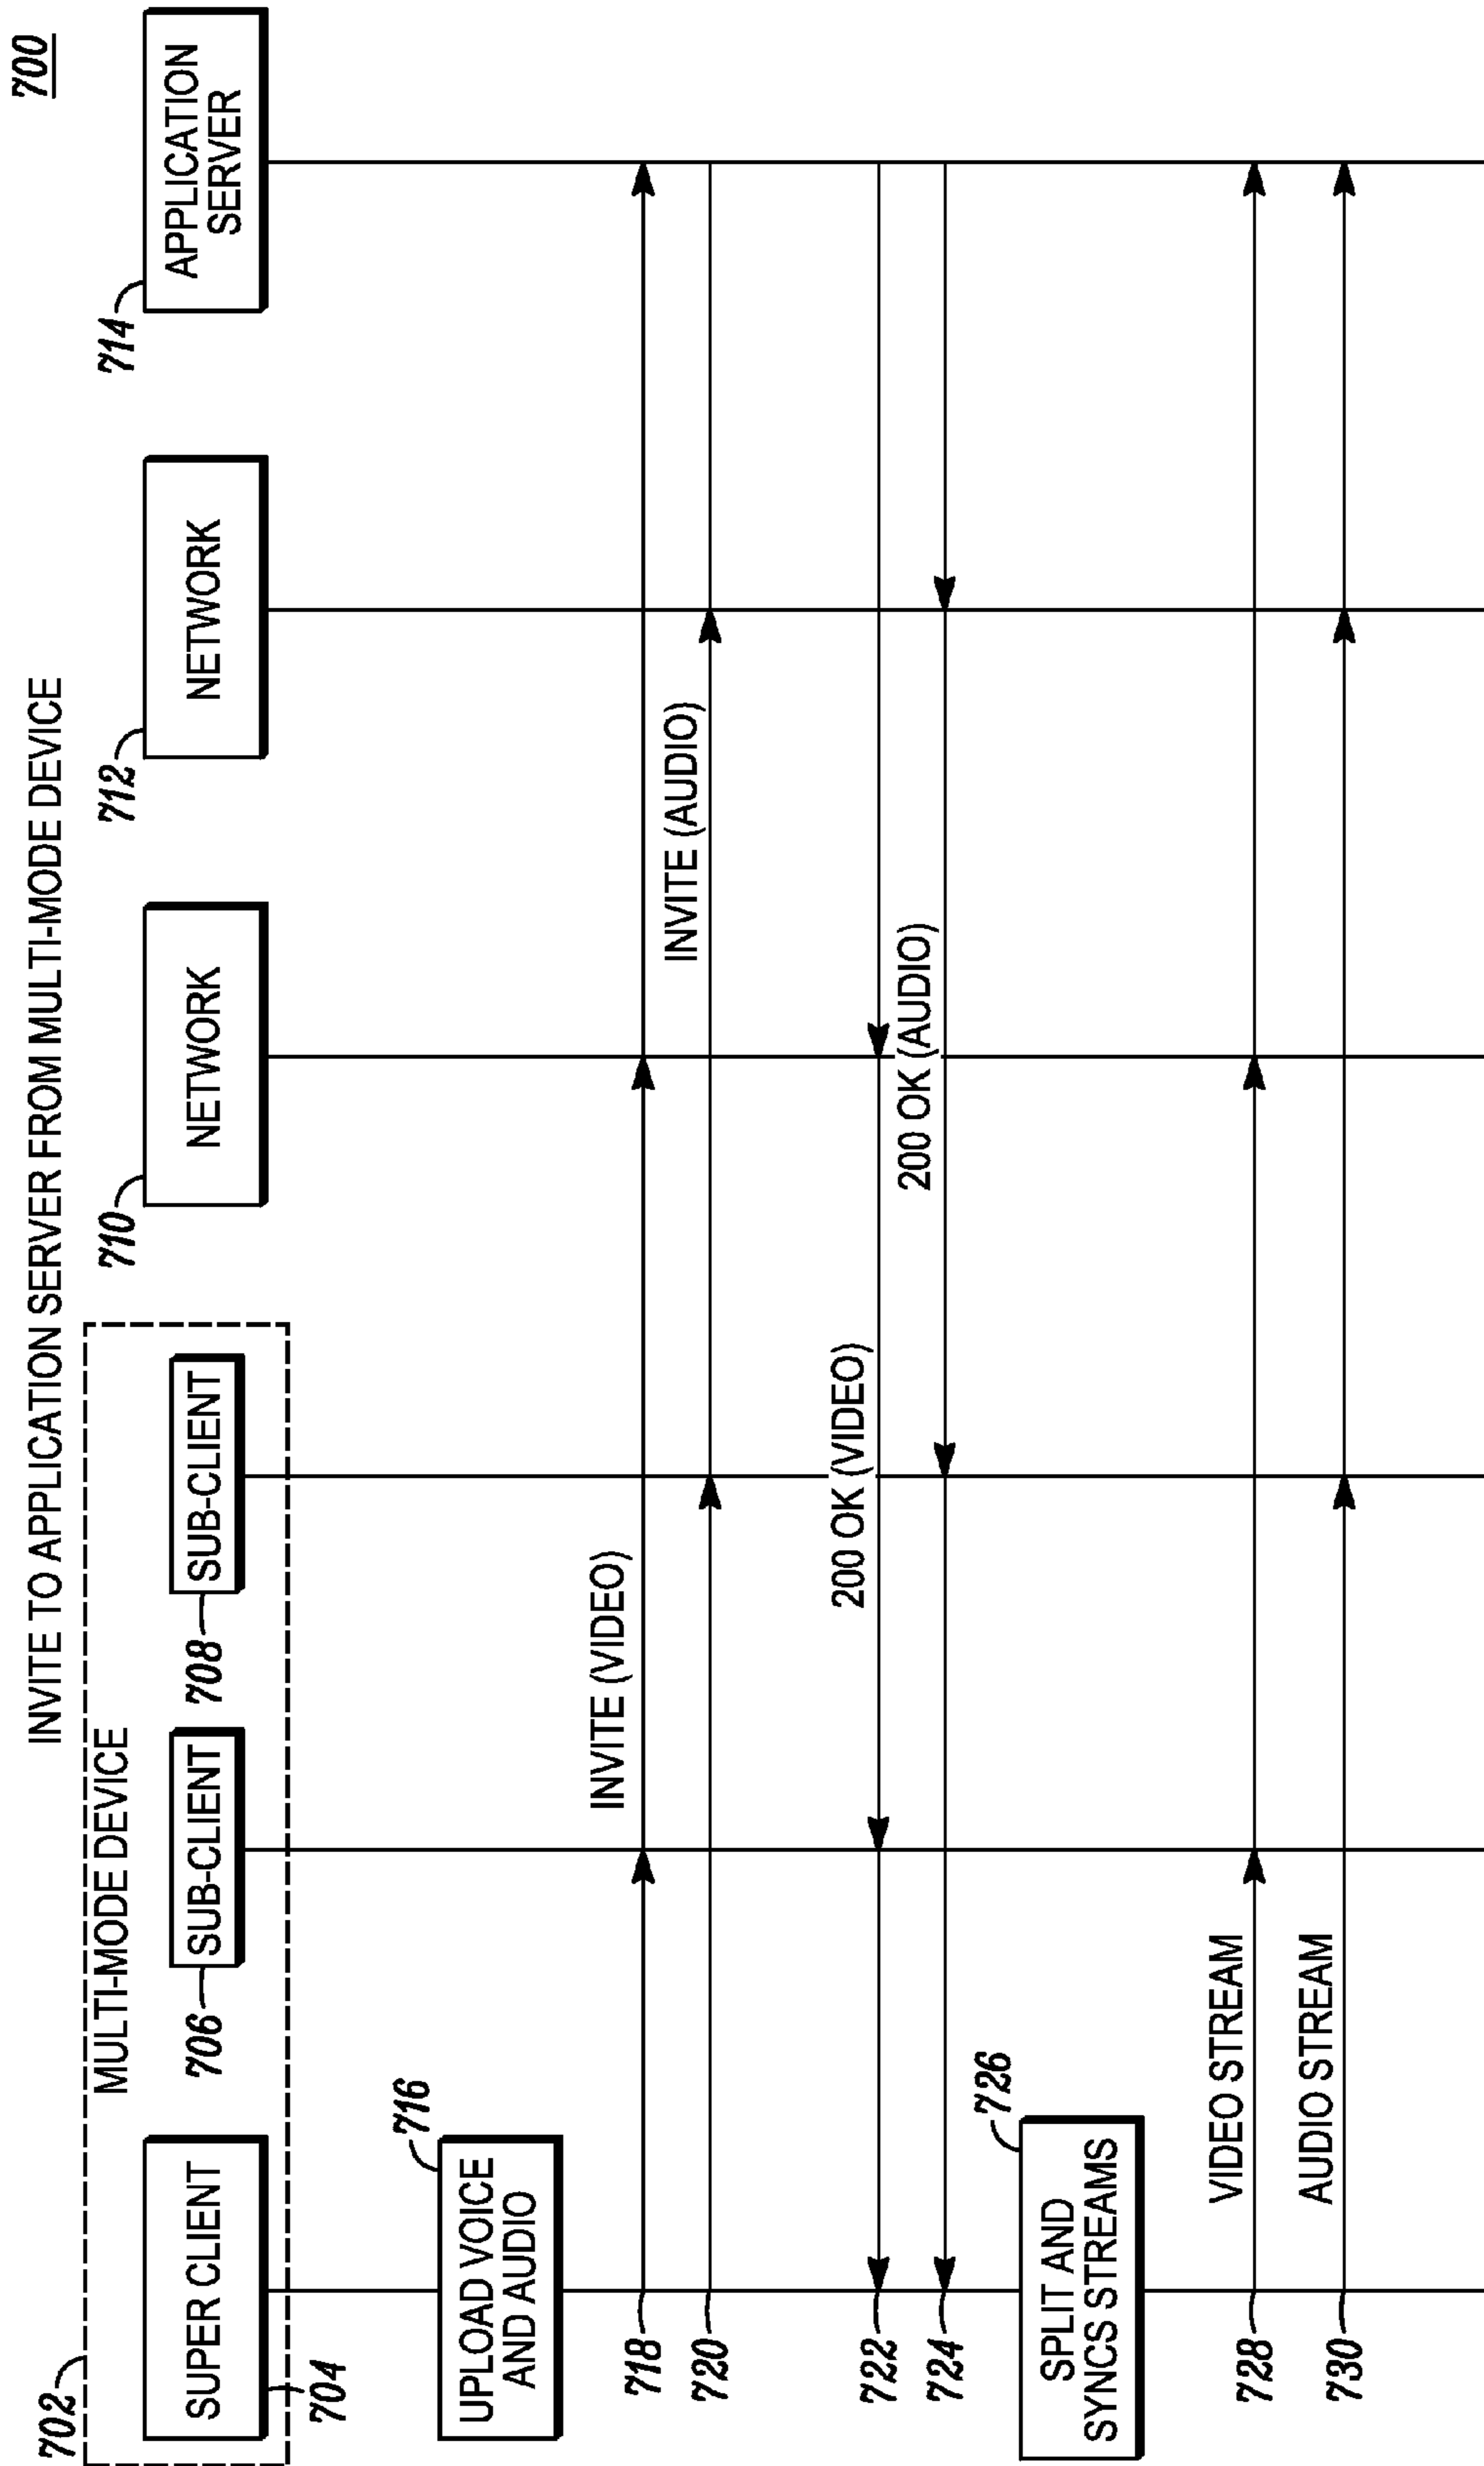 INVITE TO APPLICATION SERVER FROM MULTI-MODE DEVICE
700
702
MULTI-MODE DEVICE
SUPER CLIENT
704
706
SUB-CLIENT
708
SUB-CLIENT
710
NETWORK
712
NETWORK
714
APPLICATION
SERVER
716
UPLOAD VOICE
AND AUDIO
718
INVITE (VIDEO)
720
INVITE (AUDIO)
722
200 OK (VIDEO)
724
200 OK (AUDIO)
726
SPLIT AND
SYNCS STREAMS
728
VIDEO STREAM
730
AUDIO STREAM